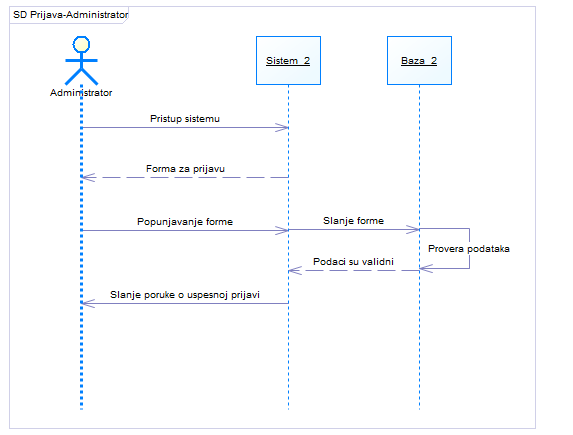 SD Prijava-Administrator
Sistem_2
Baza_2
Administrator
Pristup sistemu
Forma za prijavu
Popunjavanje forme
Slanje forme
Provera podataka
Podaci su validni
Slanje poruke o uspesnoj prijavi